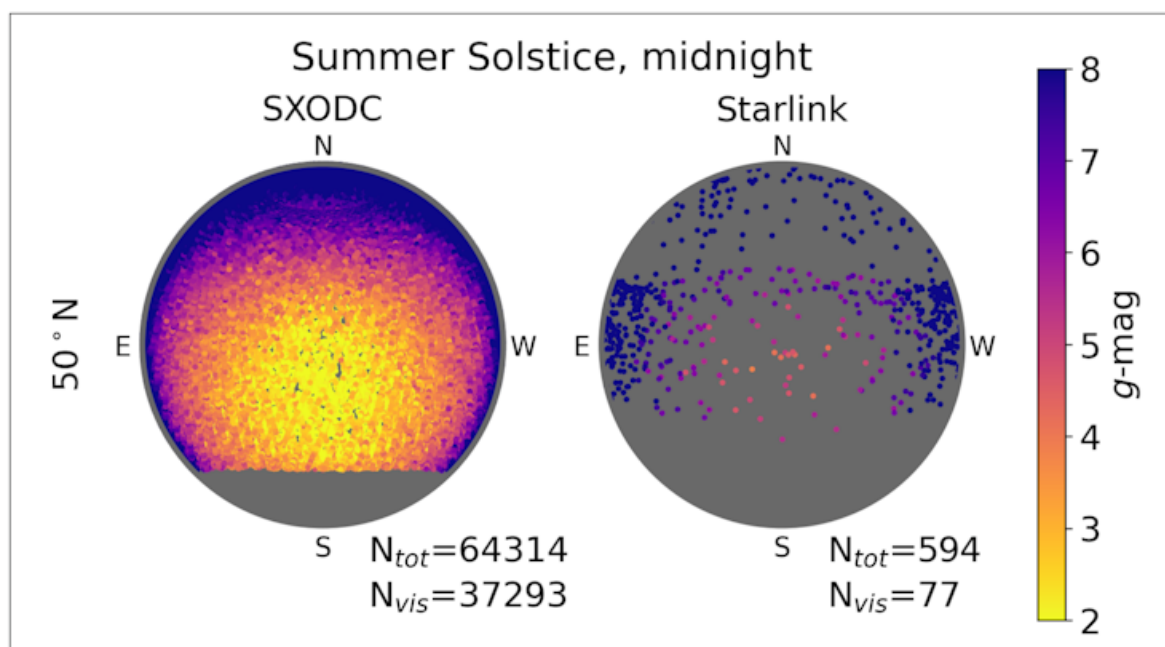 Summer Solstice, midnight
SXODC
Starlink
N
N
50° N
E
W
E
W
S
S
N_tot=64314
N_vis=37293
N_tot=594
N_vis=77
8
7
6
5
4
3
2
g-mag